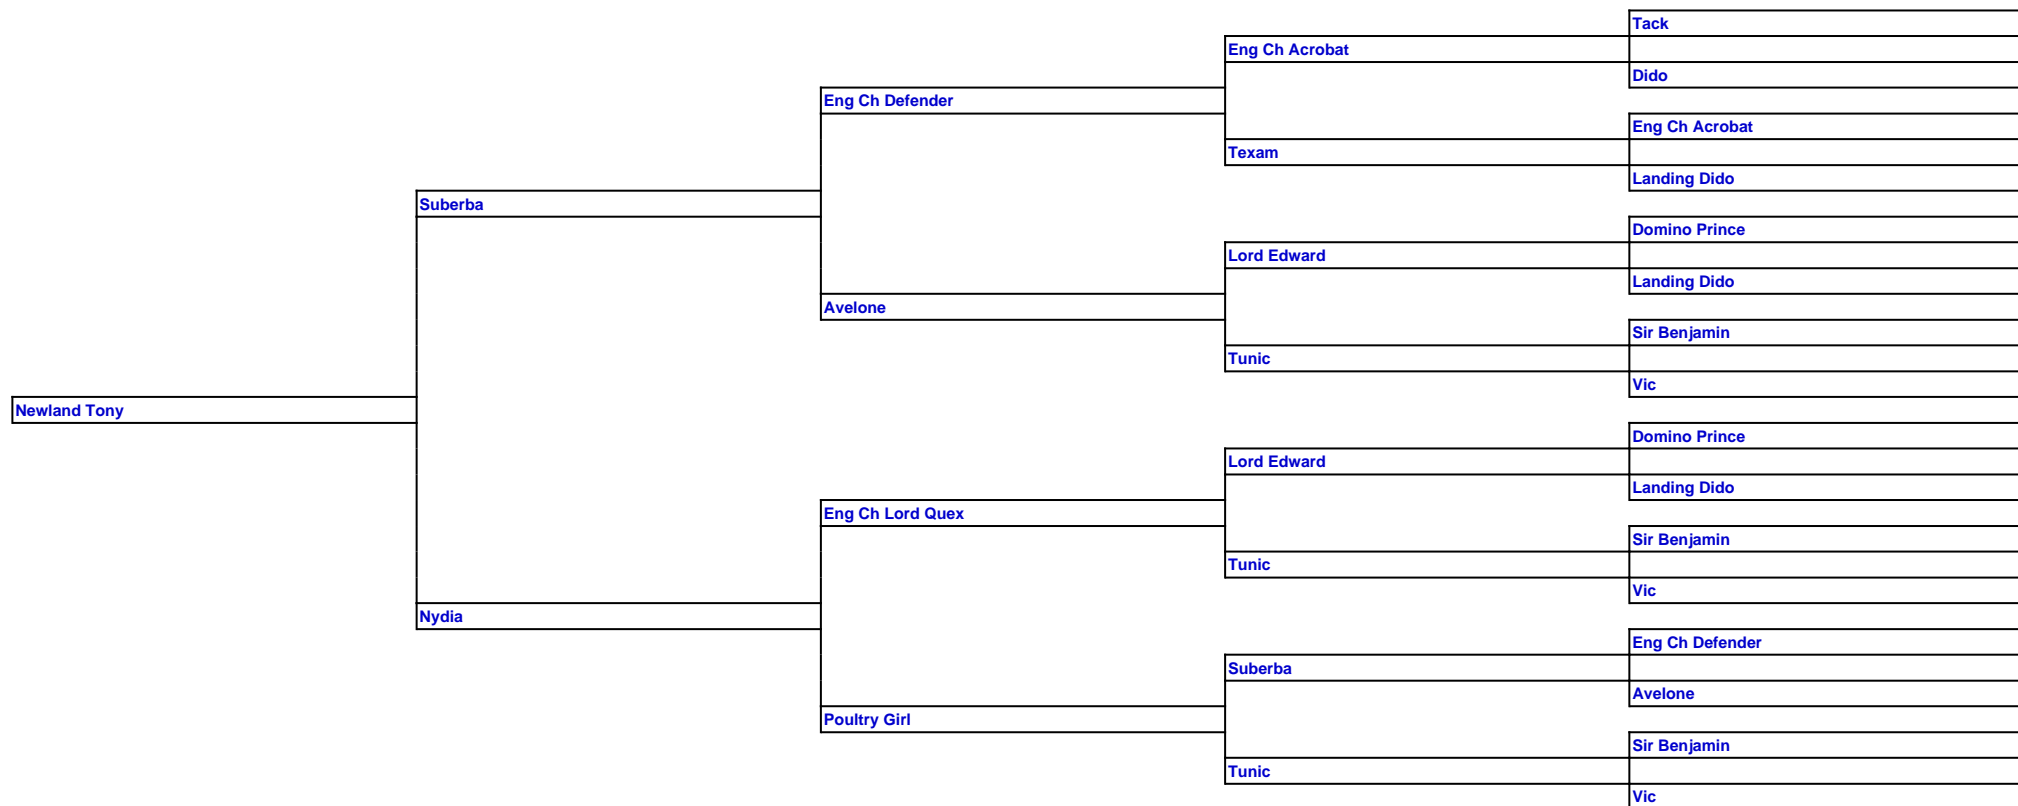 Tack
Eng Ch Acrobat
Dido
Eng Ch Defender
Eng Ch Acrobat
Texam
Landing Dido
Suberba
Domino Prince
Lord Edward
Landing Dido
Avelone
Sir Benjamin
Tunic
Vic
Newland Tony
Domino Prince
Lord Edward
Landing Dido
Eng Ch Lord Quex
Sir Benjamin
Tunic
Vic
Nydia
Eng Ch Defender
Suberba
Avelone
Poultry Girl
Sir Benjamin
Tunic
Vic